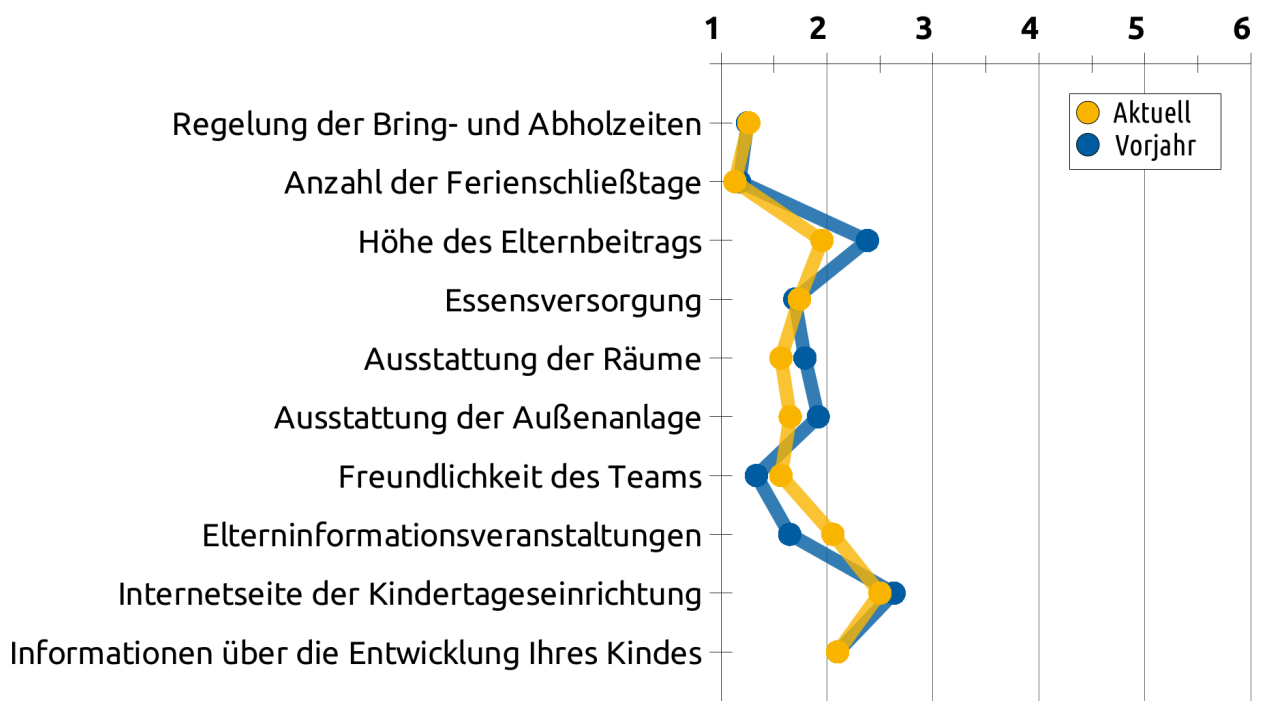 1 2 3 4 5 6
Aktuell
Vorjahr
Regelung der Bring- und Abholzeiten
Anzahl der Ferienschließtage
Höhe des Elternbeitrags
Essensversorgung
Ausstattung der Räume
Ausstattung der Außenanlage
Freundlichkeit des Teams
Elterninformationsveranstaltungen
Internetseite der Kindertageseinrichtung
Informationen über die Entwicklung Ihres Kindes